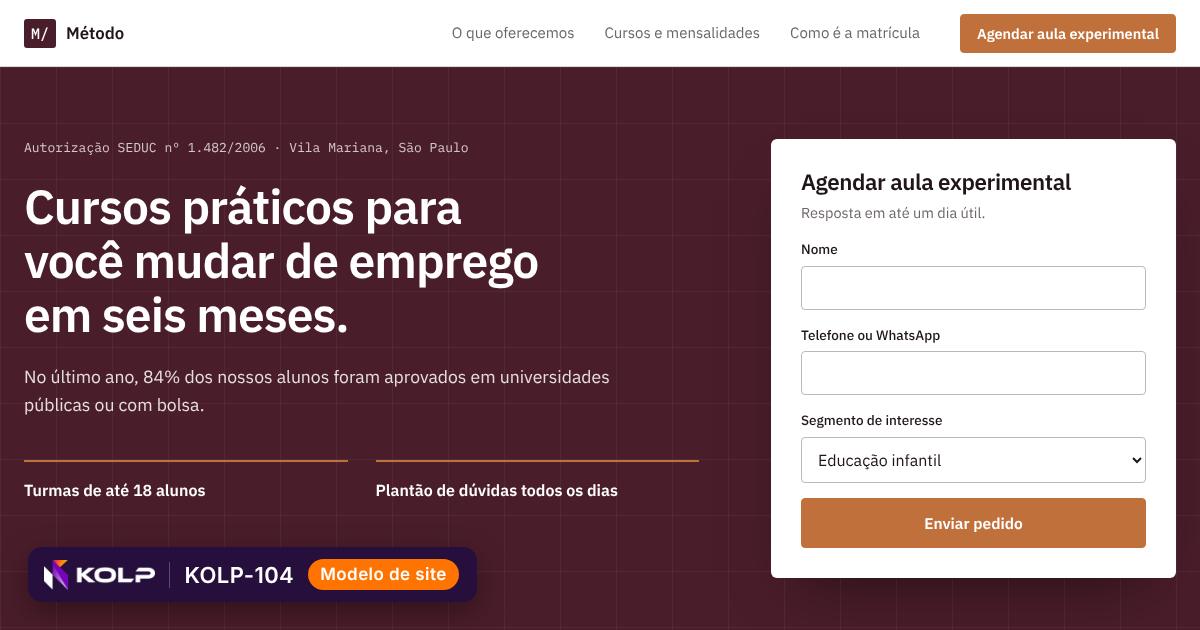 M/ Método
O que oferecemos
Cursos e mensalidades
Como é a matrícula
Agendar aula experimental
Autorização SEDUC nº 1.482/2006 · Vila Mariana, São Paulo
Cursos práticos para
você mudar de emprego
em seis meses.
No último ano, 84% dos nossos alunos foram aprovados em universidades
públicas ou com bolsa.
Turmas de até 18 alunos
Plantão de dúvidas todos os dias
Agendar aula experimental
Resposta em até um dia útil.
Nome
Telefone ou WhatsApp
Segmento de interesse
Educação infantil
Enviar pedido
KOLP
KOLP-104
Modelo de site